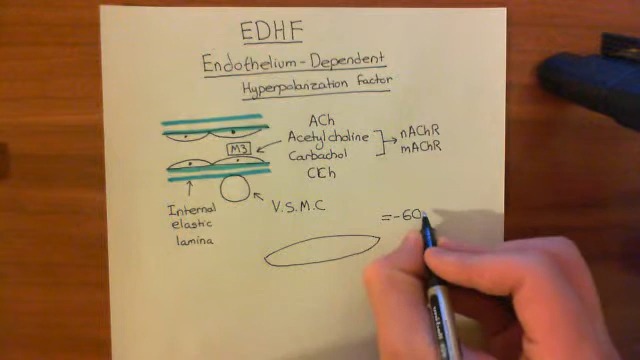 EDHF
Endothelium-Dependent
Hyperpolarization Factor
ACh
Acetylcholine
Carbachol
CCh
nAChR
mAChR
M3
Internal
elastic
lamina
V.S.M.C
=-60